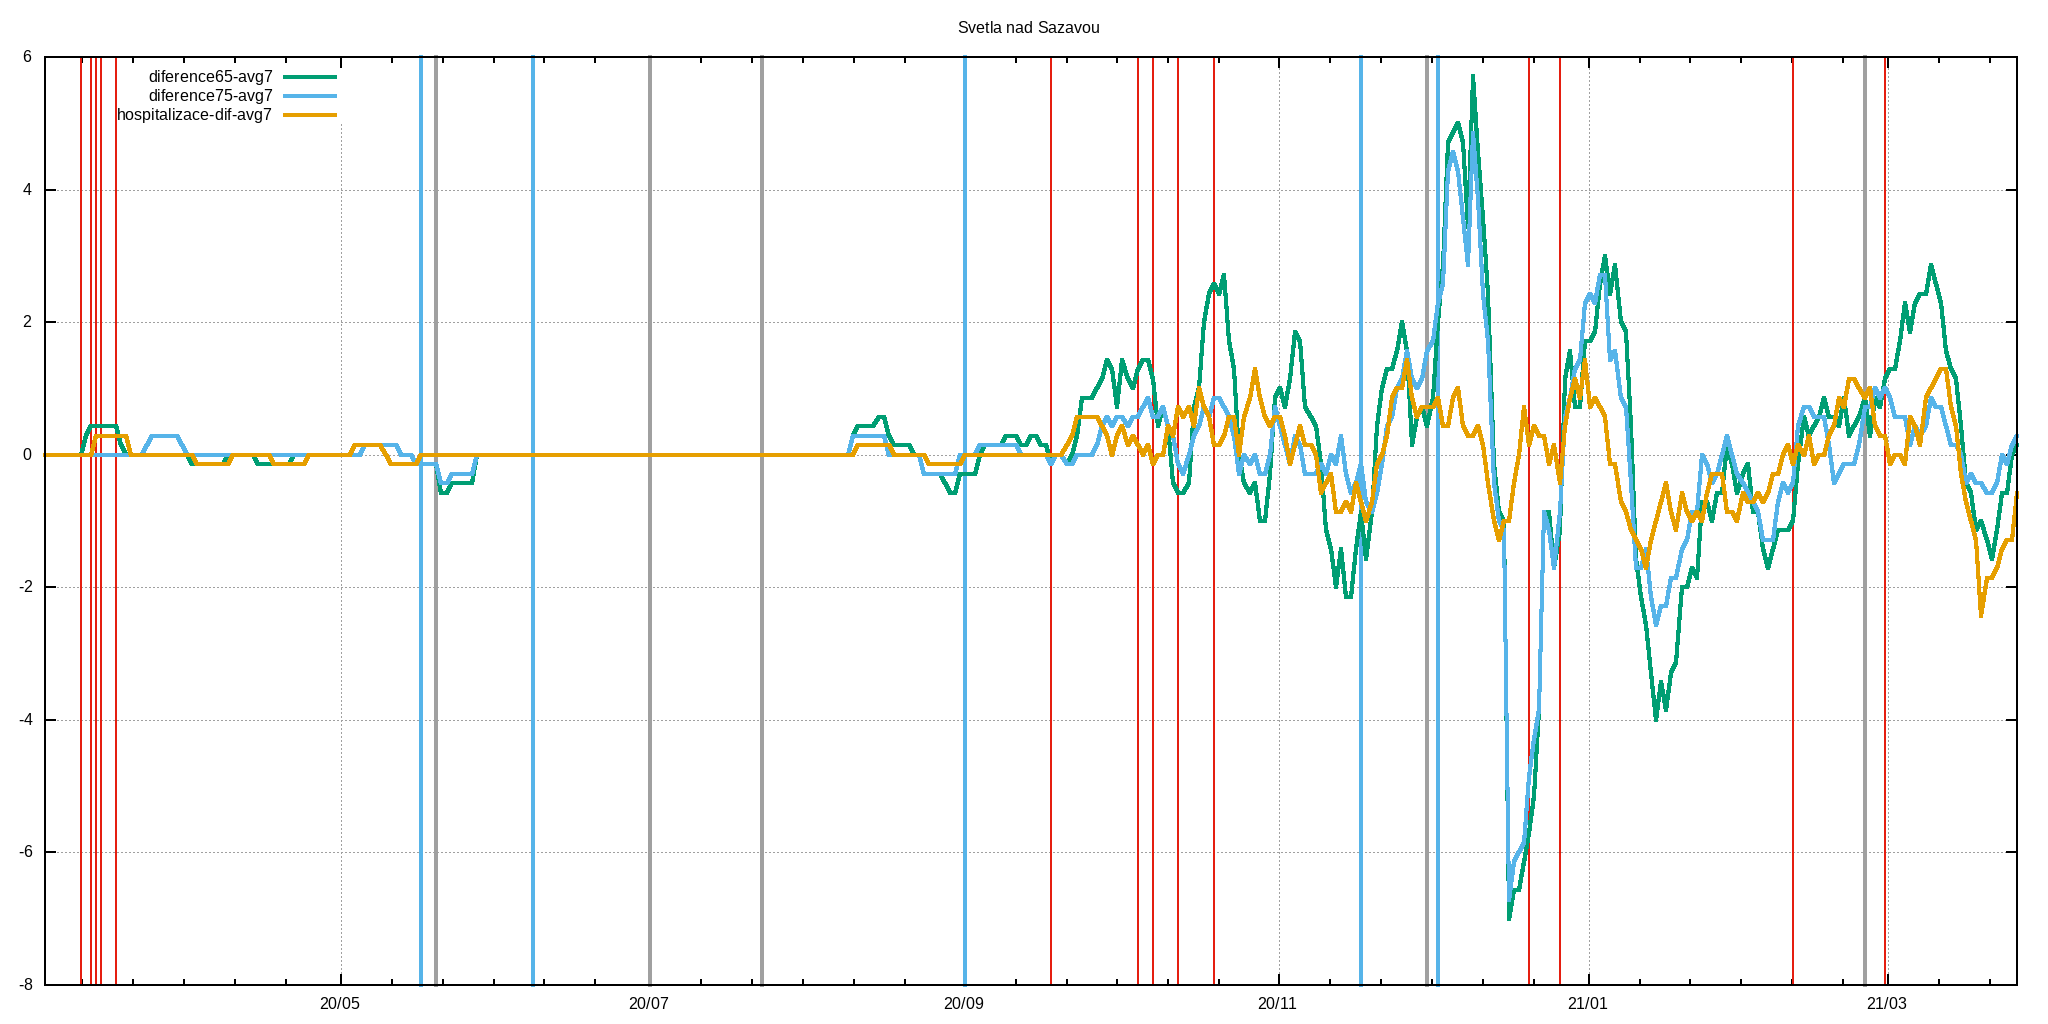 Svetla nad Sazavou
diference65-avg7
diference75-avg7
hospitalizace-dif-avg7
6
4
2
0
-2
-4
-6
-8
20/05 20/07 20/09 20/11 21/01 21/03